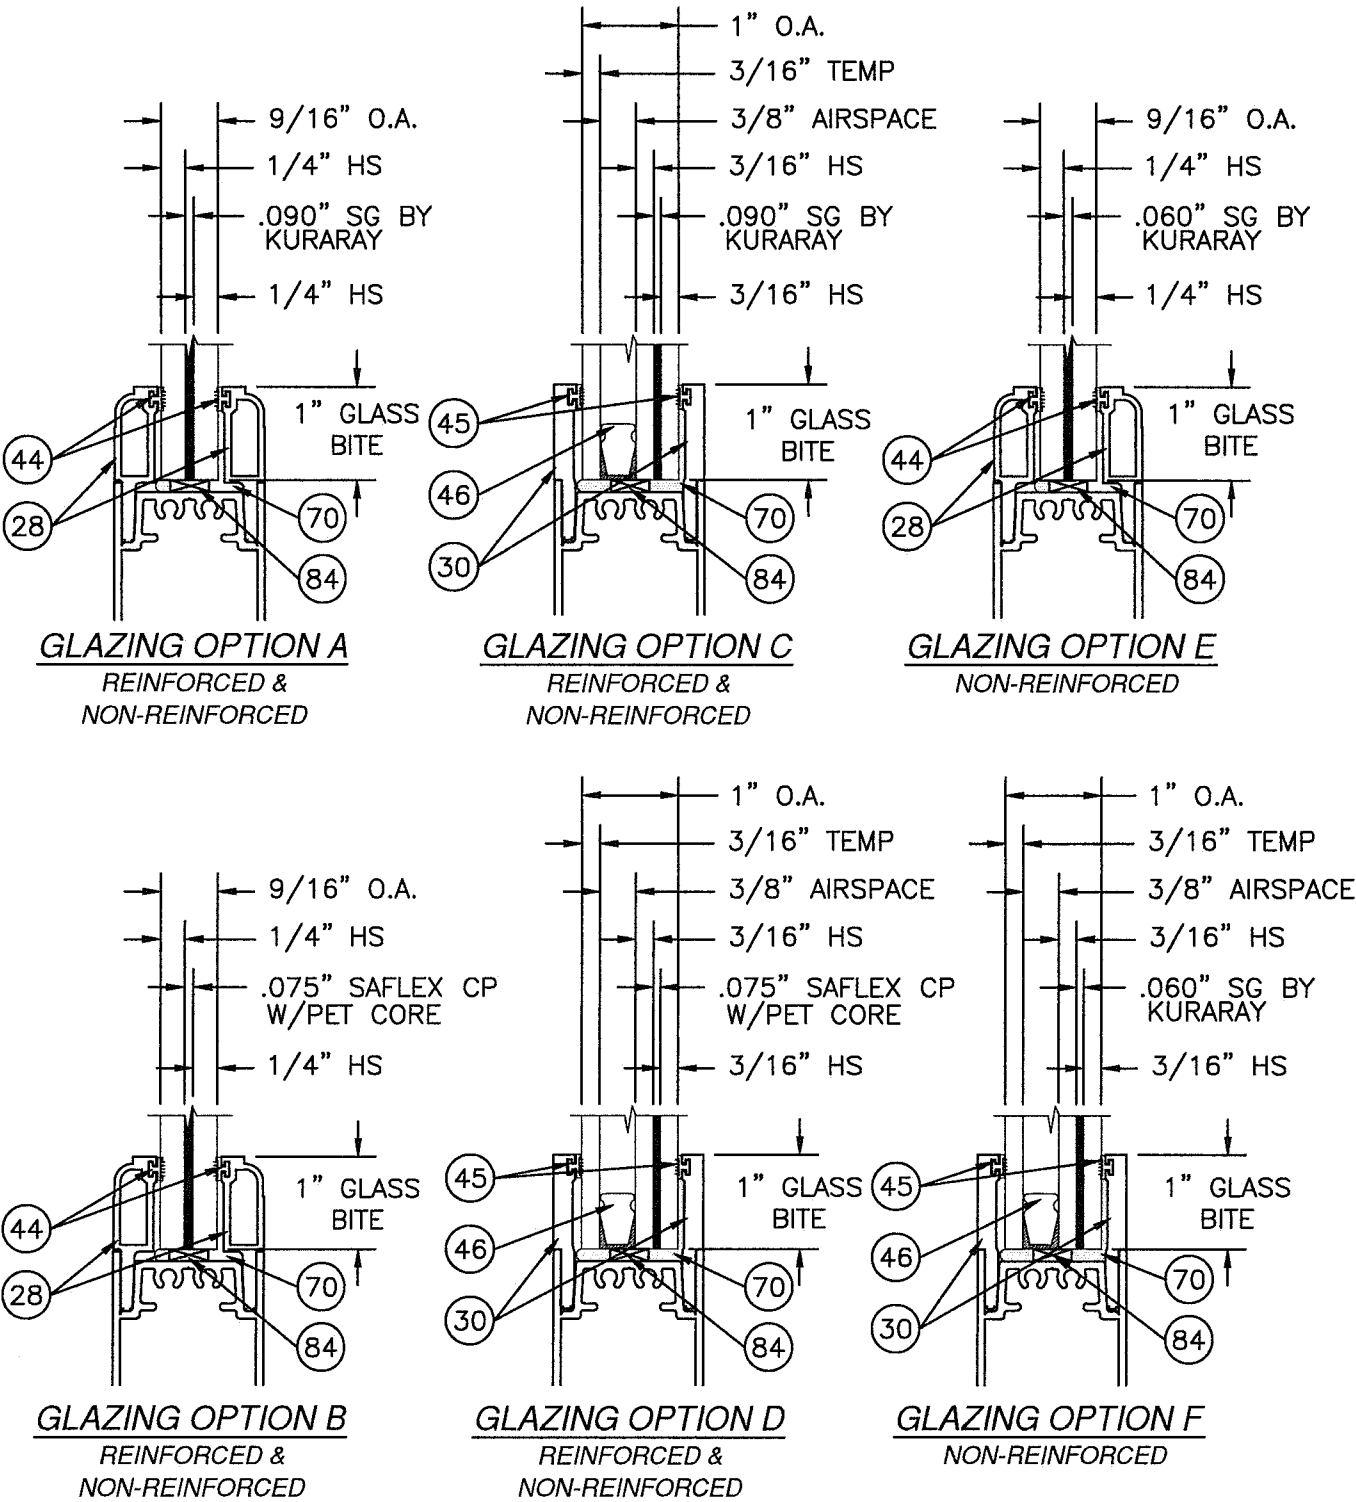 9/16” O.A.
1/4” HS
.090” SG BY
KURARAY
1/4” HS
1” GLASS
BITE
44
28
70
84
GLAZING OPTION A
REINFORCED &
NON-REINFORCED
1” O.A.
3/16” TEMP
3/8” AIRSPACE
3/16” HS
.090” SG BY
KURARAY
3/16” HS
1” GLASS
BITE
45
46
30
70
84
GLAZING OPTION C
REINFORCED &
NON-REINFORCED
9/16” O.A.
1/4” HS
.060” SG BY
KURARAY
1/4” HS
1” GLASS
BITE
44
28
70
84
GLAZING OPTION E
NON-REINFORCED
9/16” O.A.
1/4” HS
.075” SAFLEX CP
W/PET CORE
1/4” HS
1” GLASS
BITE
44
28
70
84
GLAZING OPTION B
REINFORCED &
NON-REINFORCED
1” O.A.
3/16” TEMP
3/8” AIRSPACE
3/16” HS
.075” SAFLEX CP
W/PET CORE
3/16” HS
1” GLASS
BITE
45
46
30
70
84
GLAZING OPTION D
REINFORCED &
NON-REINFORCED
1” O.A.
3/16” TEMP
3/8” AIRSPACE
3/16” HS
.060” SG BY
KURARAY
3/16” HS
1” GLASS
BITE
45
46
30
70
84
GLAZING OPTION F
NON-REINFORCED